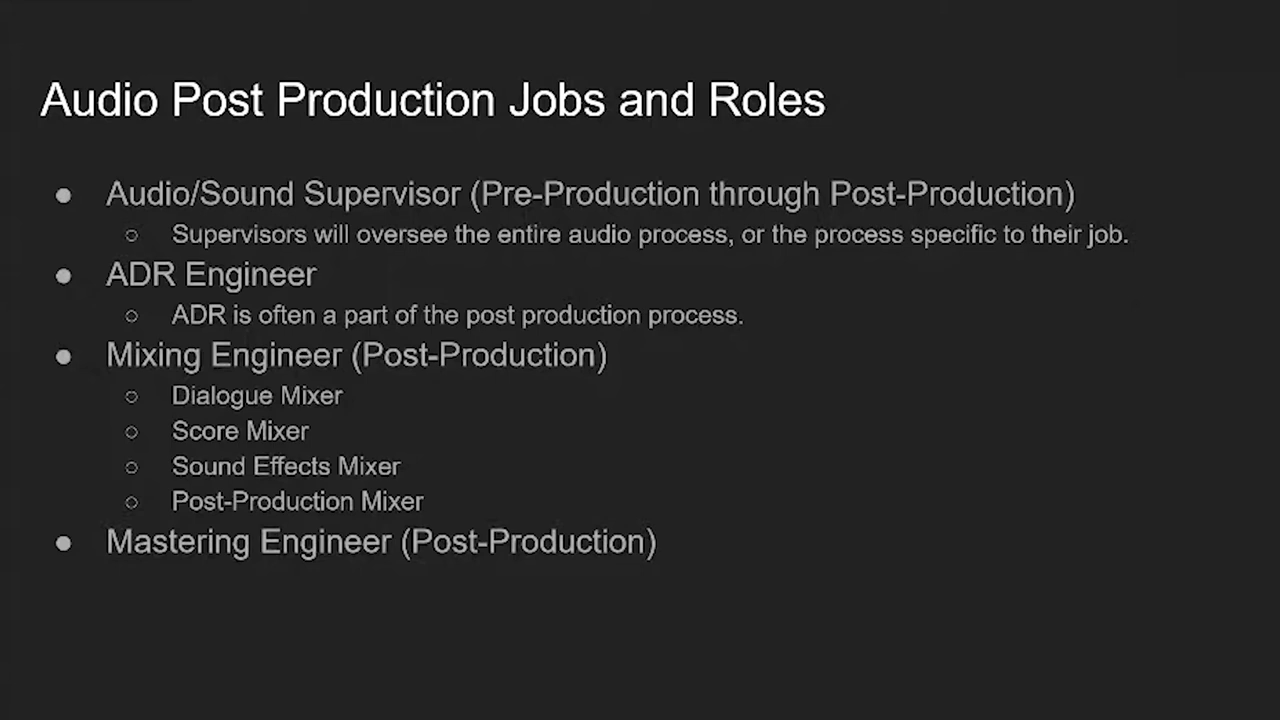 Audio Post Production Jobs and Roles
● Audio/Sound Supervisor (Pre-Production through Post-Production)
○ Supervisors will oversee the entire audio process, or the process specific to their job.
● ADR Engineer
○ ADR is often a part of the post production process.
● Mixing Engineer (Post-Production)
○ Dialogue Mixer
○ Score Mixer
○ Sound Effects Mixer
○ Post-Production Mixer
● Mastering Engineer (Post-Production)